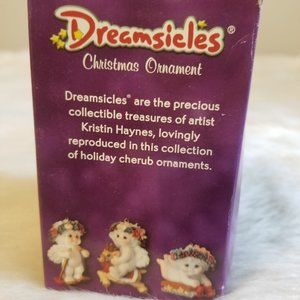 Dreamsicles®
Christmas Ornament
Dreamsicles® are the precious
collectible treasures of artist
Kristin Haynes, lovingly
reproduced in this collection
of holiday cherub ornaments.